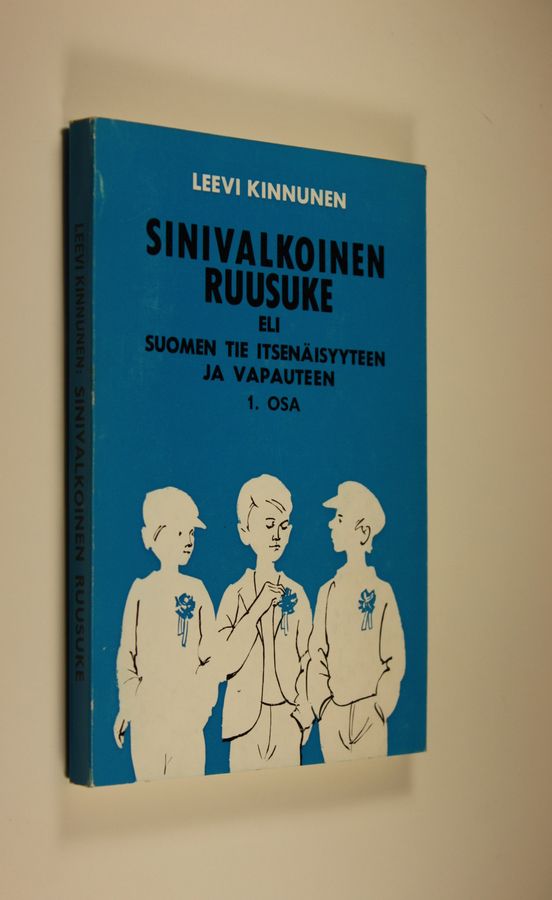 LEEVI KINNUNEN
SINIVALKOINEN
RUUSUKE
ELI
SUOMEN TIE ITSENÄISYYTEEN
JA VAPAUTEEN
1. OSA
LEEVI KINNUNEN: SINIVALKOINEN RUUSUKE